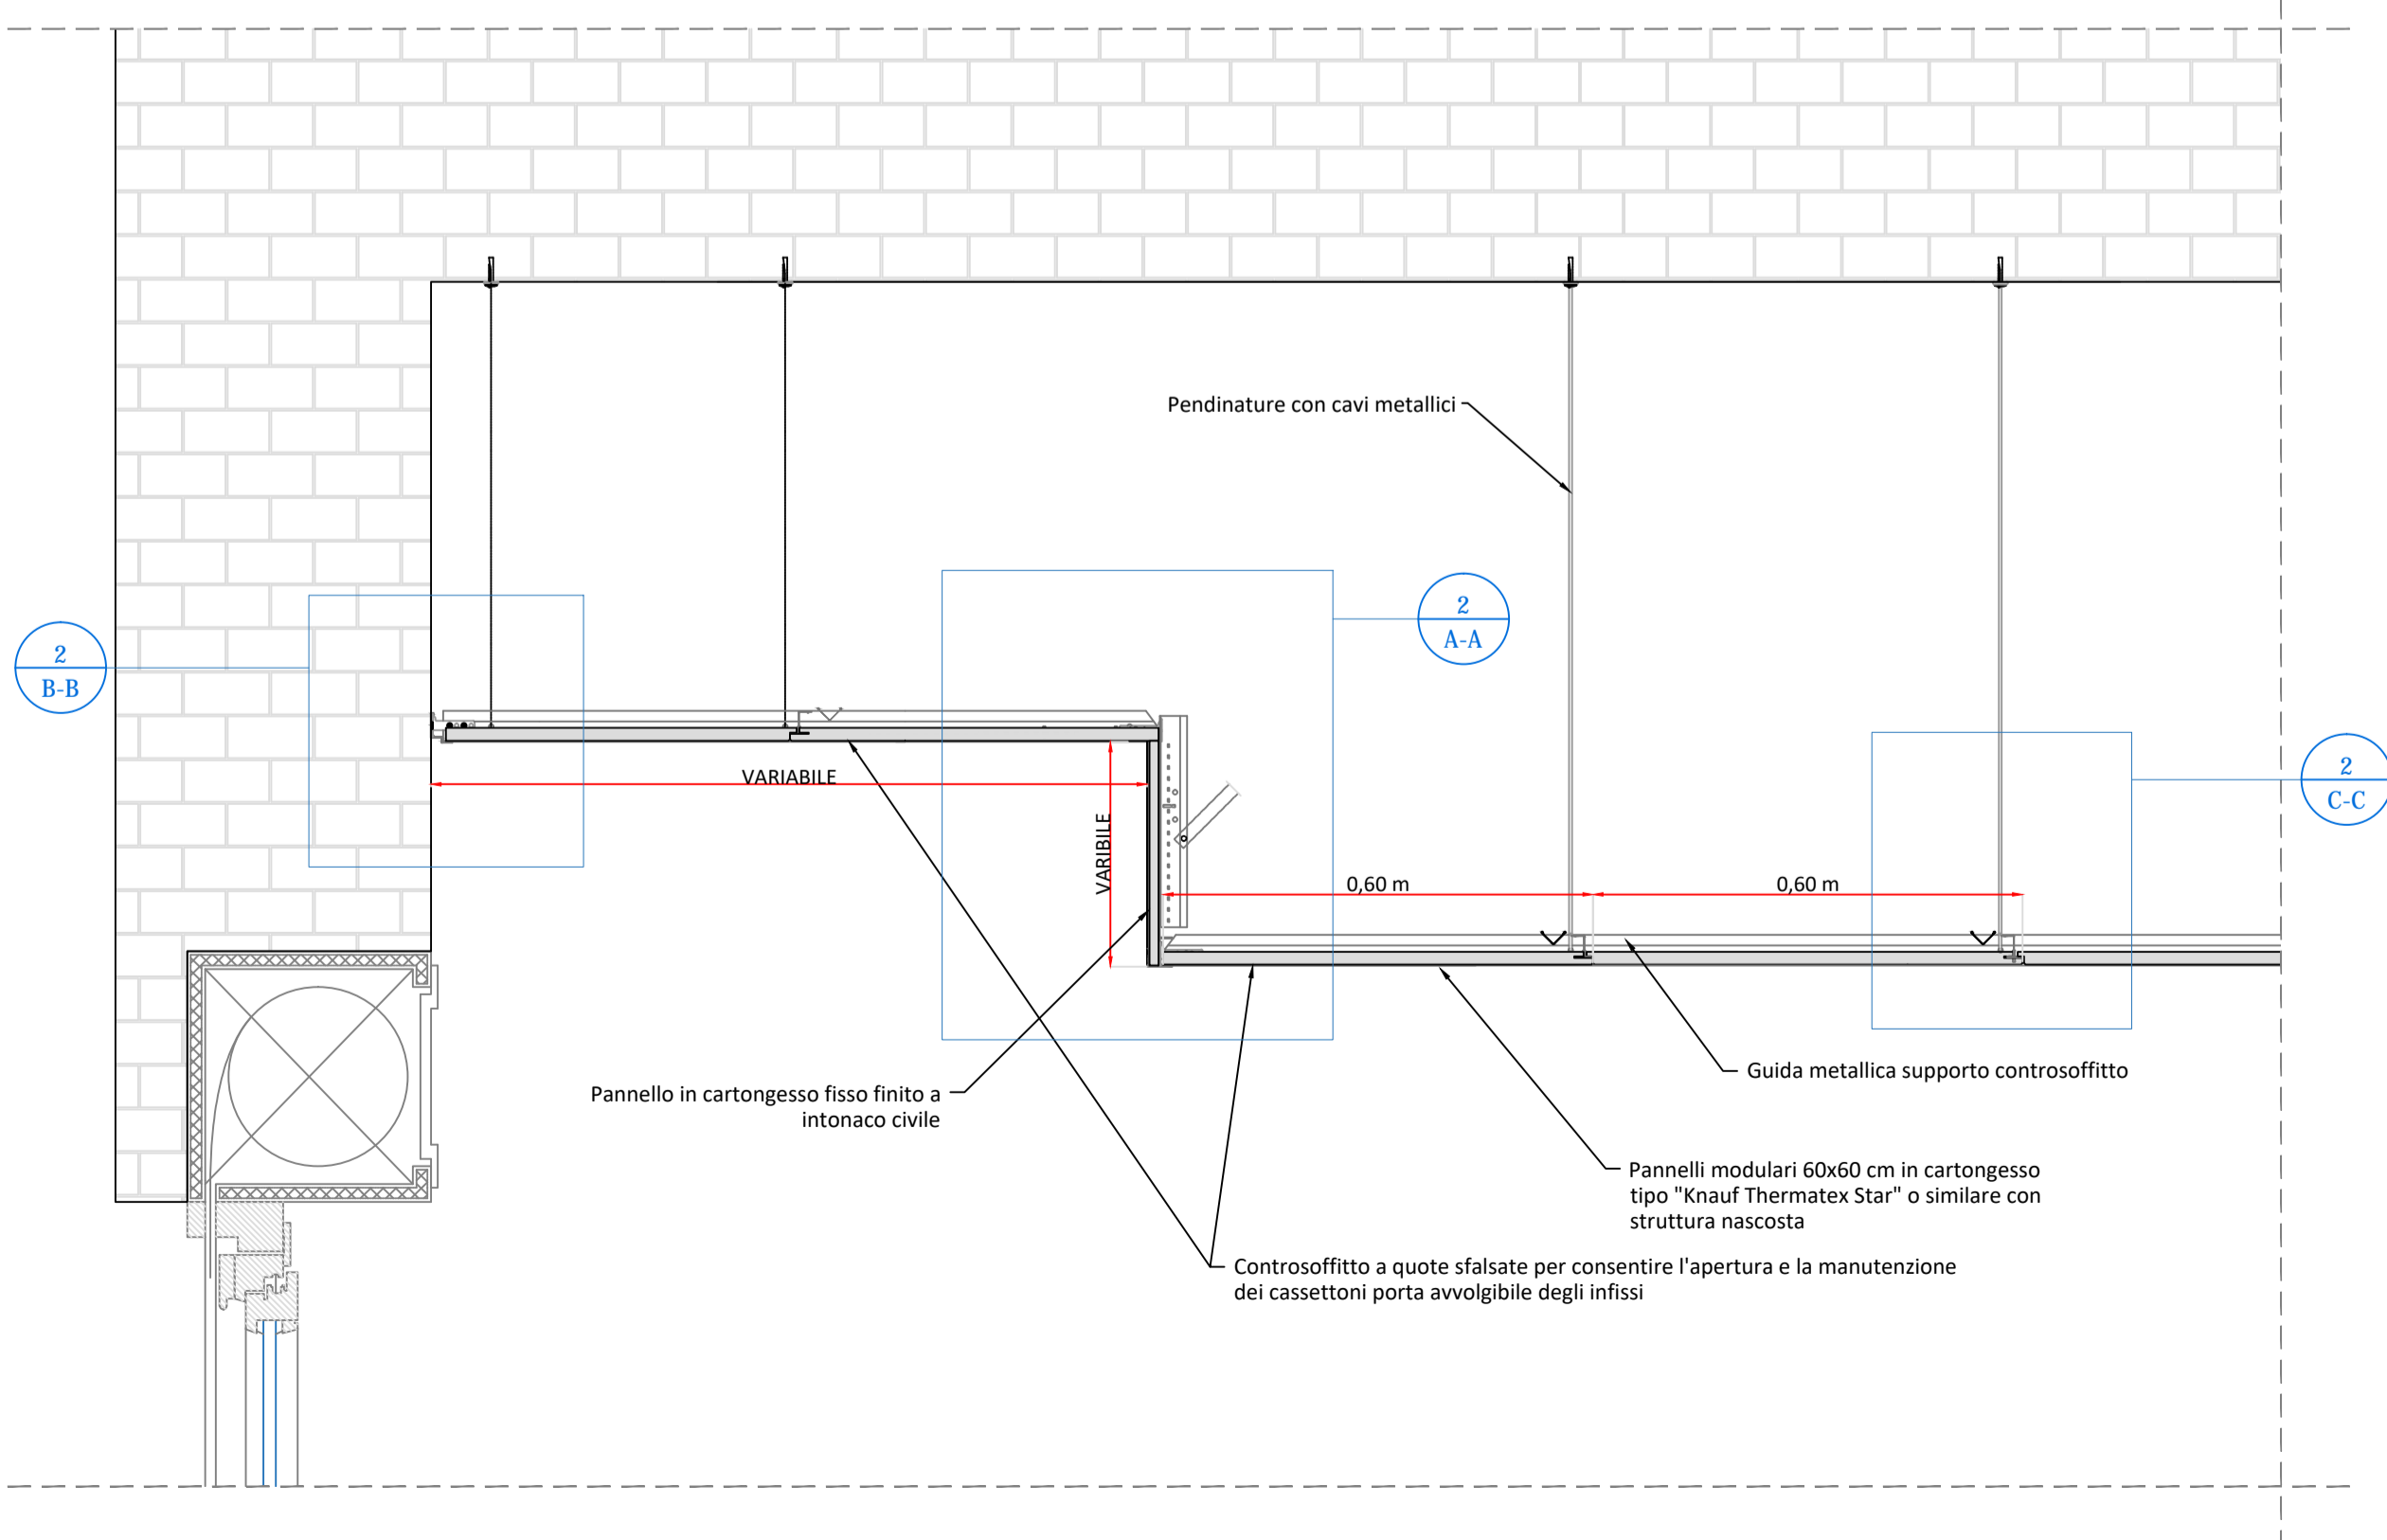 Pendinature con cavi metallici
2
A-A
2
B-B
2
C-C
VARIABILE
VARIBILE
0,60 m
0,60 m
Guida metallica supporto controsoffitto
Pannello in cartongesso fisso finito a
intonaco civile
Pannelli modulari 60x60 cm in cartongesso
tipo "Knauf Thermatex Star" o similare con
struttura nascosta
Controsoffitto a quote sfalsate per consentire l'apertura e la manutenzione
dei cassettoni porta avvolgibile degli infissi